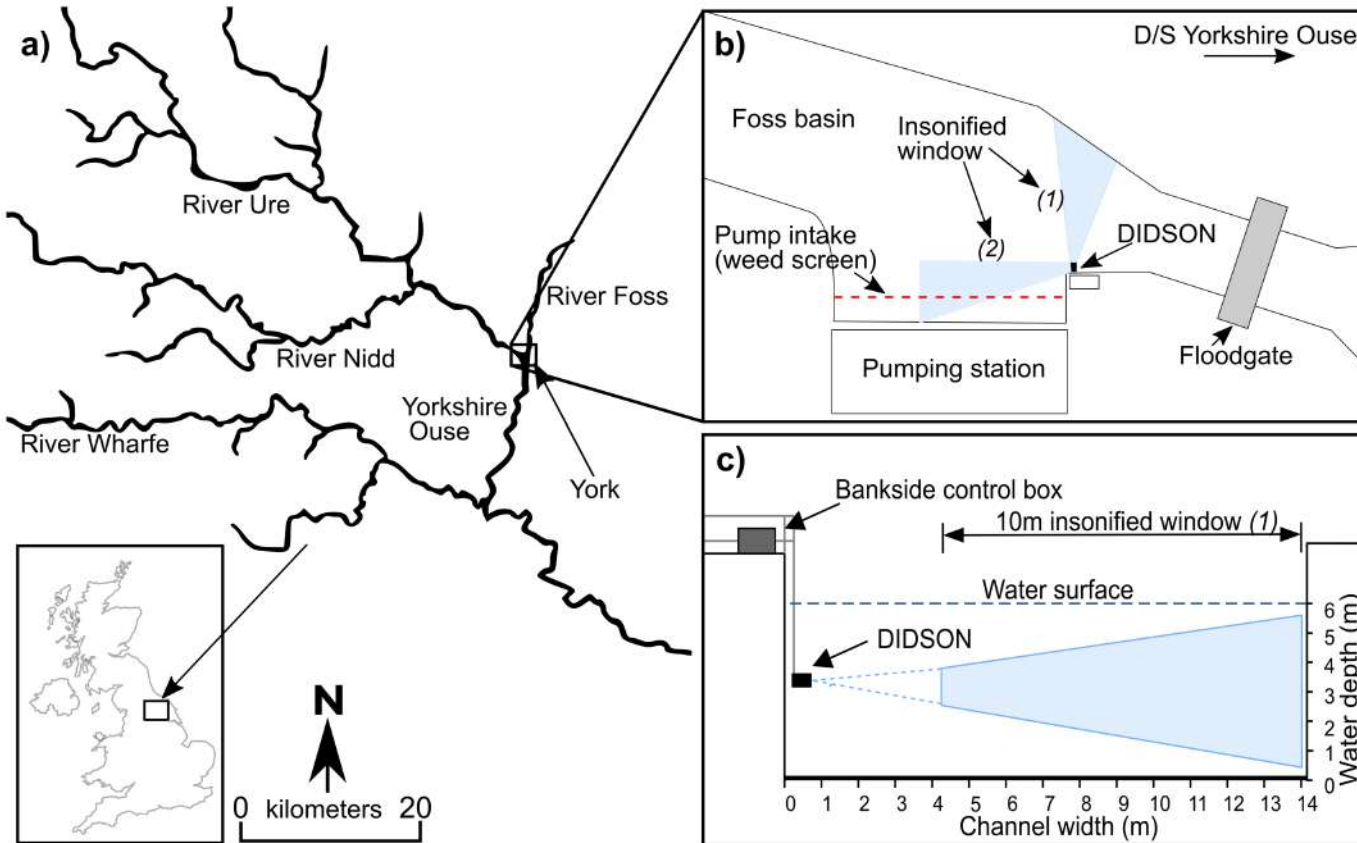 a)
River Ure
River Nidd
River Foss
River Wharfe
Yorkshire
Ouse
York
N
0 kilometers 20
b)
D/S Yorkshire Ouse
Foss basin
Insonified
window
(1)
(2)
DIDSON
Pump intake
(weed screen)
Floodgate
Pumping station
c)
Bankside control box
10m insonified window (1)
Water surface
DIDSON
6
5
4
3
2
1
0
Water depth (m)
0 1 2 3 4 5 6 7 8 9 10 11 12 13 14
Channel width (m)